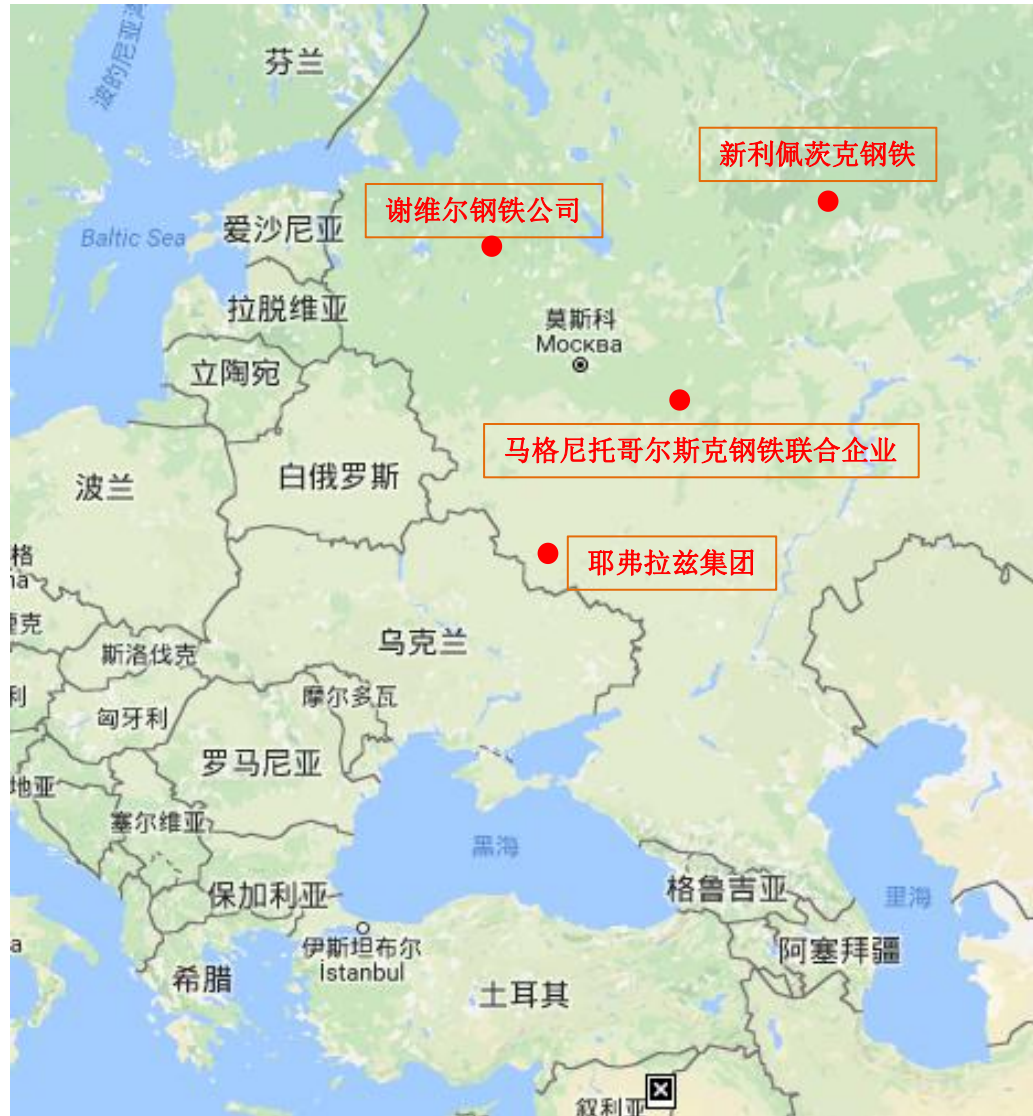 芬兰
波的尼亚湾
新利佩茨克钢铁
谢维尔钢铁公司
Baltic Sea
爱沙尼亚
拉脱维亚
莫斯科
Москва
立陶宛
马格尼托哥尔斯克钢铁联合企业
白俄罗斯
波兰
格
耶弗拉兹集团
克
乌克兰
斯洛伐克
利
摩尔多瓦
匈牙利
罗马尼亚
地亚
塞尔维亚
黑海
格鲁吉亚
保加利亚
里海
伊斯坦布尔
İstanbul
阿塞拜疆
a
希腊
土耳其
叙利亚